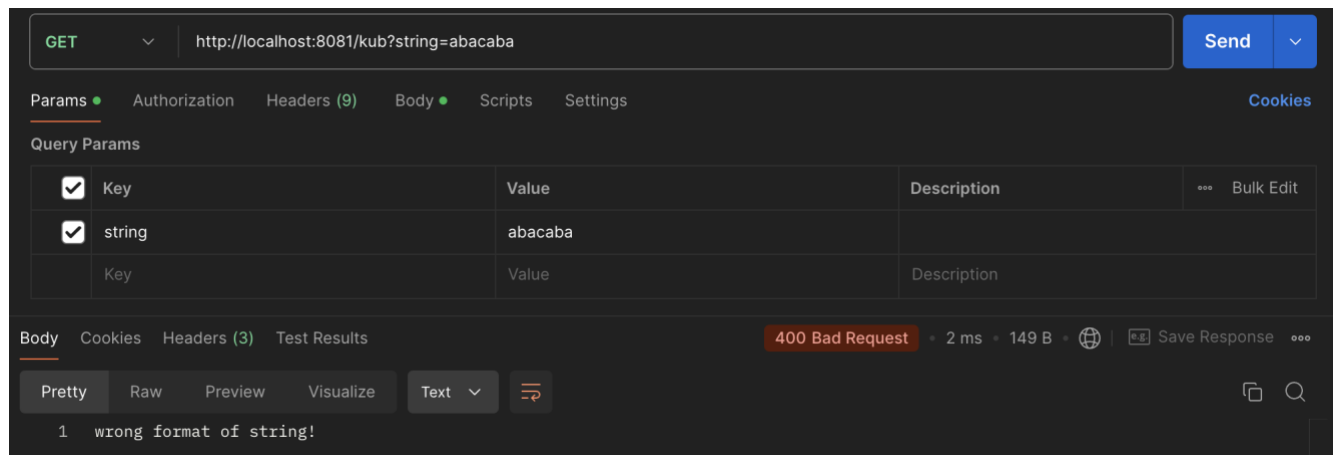 GET http://localhost:8081/kub?string=abacaba Send
Params Authorization Headers (9) Body Scripts Settings Cookies
Query Params
Key Value Description Bulk Edit
string abacaba
Key Value Description
Body Cookies Headers (3) Test Results 400 Bad Request 2 ms 149 B e.g. Save Response
Pretty Raw Preview Visualize Text
1 wrong format of string!